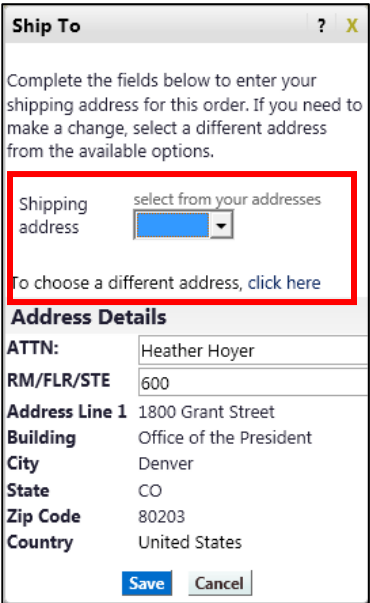 Ship To ? X
Complete the fields below to enter your
shipping address for this order. If you need to
make a change, select a different address
from the available options.
Shipping address select from your addresses
To choose a different address, click here
Address Details
ATTN: Heather Hoyer
RM/FLR/STE 600
Address Line 1 1800 Grant Street
Building Office of the President
City Denver
State CO
Zip Code 80203
Country United States
Save Cancel